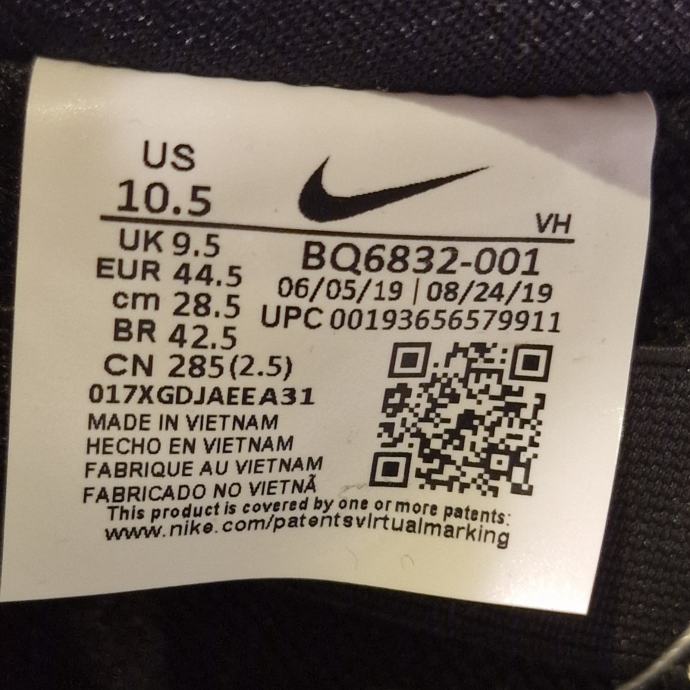 US
10.5
VH
UK 9.5
EUR 44.5
cm 28.5
BR 42.5
CN 285(2.5)
BQ6832-001
06/05/19 | 08/24/19
UPC 00193656579911
017XGDJAEEA31
MADE IN VIETNAM
HECHO EN VIETNAM
FABRIQUE AU VIETNAM
FABRICADO NO VIETNÃ
This product is covered by one or more patents:
www.nike.com/patentsvirtualmarking